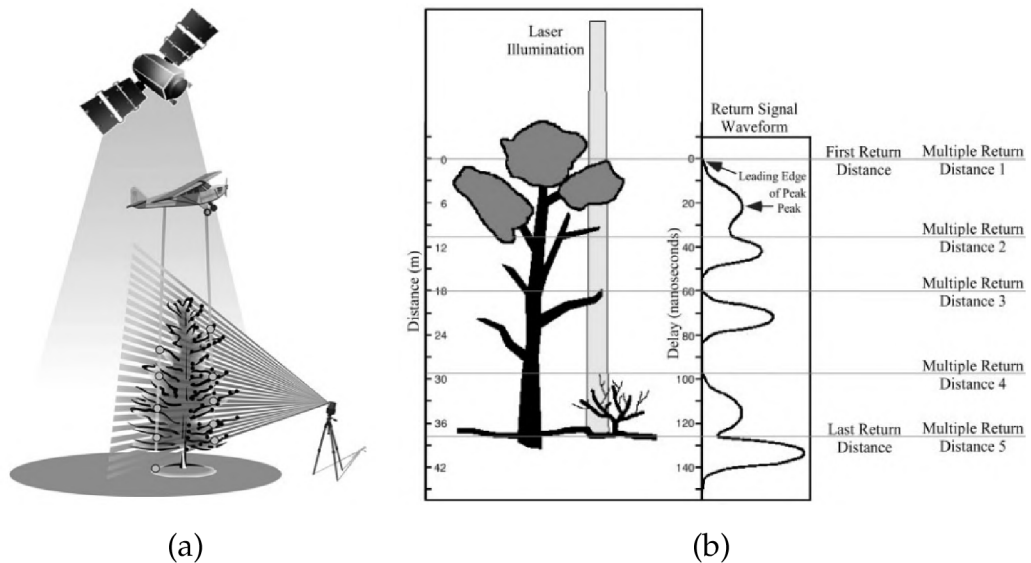 Laser
Illumination
Return Signal
Waveform
First Return
Distance
Multiple Return
Distance 1
Leading Edge
of Peak
Peak
Multiple Return
Distance 2
Multiple Return
Distance 3
Multiple Return
Distance 4
Last Return
Distance
Multiple Return
Distance 5
Distance (m)
0
6
12
18
24
30
36
42
Delay (nanoseconds)
0
20
40
60
80
100
120
140
(a)
(b)